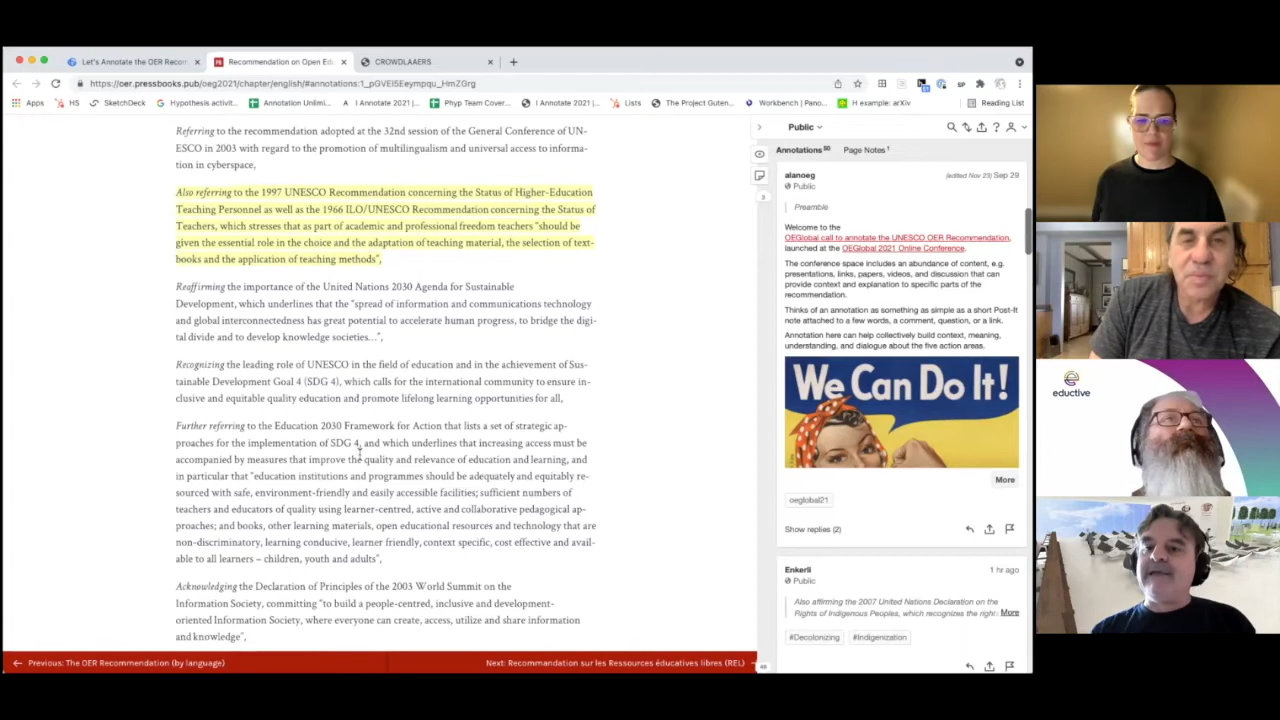 Let's Annotate the OER Recom
Recommendation on Open Edu
CROWDLAAERS
https://oer.pressbooks.pub/oeg2021/chapter/english/#annotations:1_pGVEl5Eeympqu_HmZGrg
Apps
HS
SketchDeck
Hypothesis activit...
Annotation Unlimi...
I Annotate 2021 |...
Phyp Team Cover...
I Annotate 2021 |...
Lists
The Project Guten...
Workbench | Pano...
H example: arXiv
Reading List
Referring to the recommendation adopted at the 32nd session of the General Conference of UN-
ESCO in 2003 with regard to the promotion of multilingualism and universal access to informa-
tion in cyberspace,
Also referring to the 1997 UNESCO Recommendation concerning the Status of Higher-Education
Teaching Personnel as well as the 1966 ILO/UNESCO Recommendation concerning the Status of
Teachers, which stresses that as part of academic and professional freedom teachers "should be
given the essential role in the choice and the adaptation of teaching material, the selection of text-
books and the application of teaching methods",
Reaffirming the importance of the United Nations 2030 Agenda for Sustainable
Development, which underlines that the "spread of information and communications technology
and global interconnectedness has great potential to accelerate human progress, to bridge the digi-
tal divide and to develop knowledge societies...",
Recognizing the leading role of UNESCO in the field of education and in the achievement of Sus-
tainable Development Goal 4 (SDG 4), which calls for the international community to ensure in-
clusive and equitable quality education and promote lifelong learning opportunities for all,
Further referring to the Education 2030 Framework for Action that lists a set of strategic ap-
proaches for the implementation of SDG 4, and which underlines that increasing access must be
accompanied by measures that improve the quality and relevance of education and learning, and
in particular that "education institutions and programmes should be adequately and equitably re-
sourced with safe, environment-friendly and easily accessible facilities; sufficient numbers of
teachers and educators of quality using learner-centred, active and collaborative pedagogical ap-
proaches; and books, other learning materials, open educational resources and technology that are
non-discriminatory, learning conducive, learner friendly, context specific, cost effective and avail-
able to all learners – children, youth and adults",
Acknowledging the Declaration of Principles of the 2003 World Summit on the
Information Society, committing "to build a people-centred, inclusive and development-
oriented Information Society, where everyone can create, access, utilize and share information
and knowledge",
← Previous: The OER Recommendation (by language)
Next: Recommandation sur les Ressources éducatives libres (REL) →
Public
Annotations 50
Page Notes 1
2
alanoeg
(edited Nov 23) Sep 29
Public
Preamble
Welcome to the
OEGlobal call to annotate the UNESCO OER Recommendation,
launched at the OEGlobal 2021 Online Conference.
The conference space includes an abundance of content, e.g.
presentations, links, papers, videos, and discussion that can
provide context and explanation to specific parts of the
recommendation.
Thinks of an annotation as something as simple as a short Post-It
note attached to a few words, a comment, question, or a link.
Annotation here can help collectively build context, meaning,
understanding, and dialogue about the five action areas.
We Can Do It!
More
oeglobal21
Show replies (2)
Enkerli
1 hr ago
Public
Also affirming the 2007 United Nations Declaration on the
Rights of Indigenous Peoples, which recognizes the right
More
#Decolonizing
#Indigenization
48
eductive